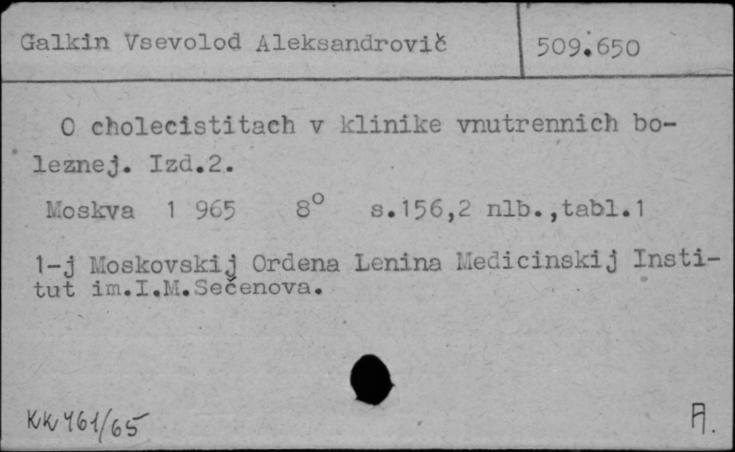 Galkin Vsevolod Aleksandrovič 509.650
O cholecistitach v klinike vnutrennich bo-
leznej. Izd.2.
Moskva 1 965 8° s.156,2 nlb.,tabl.1
1-j Moskovskij Ordena Lenina Medicinskij Insti-
tut im.I.M.Sečenova.
KK 461/65 A.